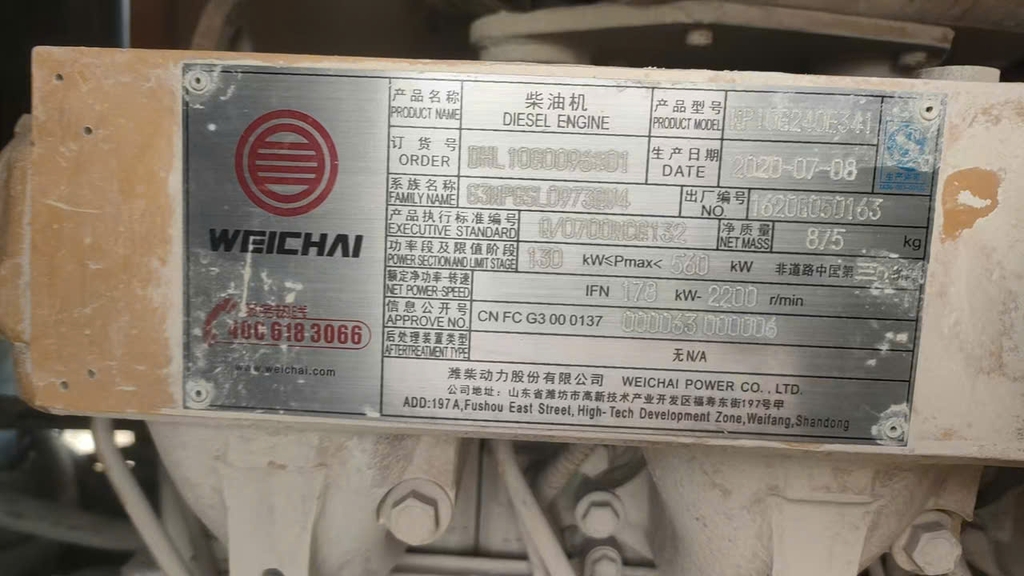 产品名称 PRODUCT NAME 柴油机 DIESEL ENGINE 产品型号 PRODUCT MODEL
订货号 ORDER 生产日期 DATE 2020-07-08
系族名称 FAMILY NAME 出厂编号 NO. 1620G050163
产品执行标准编号 EXECUTIVE STANDARD 净质量 NET MASS 875 kg
功率段及限值阶段 POWER SECTION AND LIMIT STAGE 130 kW≤Pmax< 560 kW 非道路中国第
额定净功率-转速 NET POWER-SPEED IFN 178 kW- 2200 r/min
信息公开号 APPROVE NO. CN FC G3 00 0137 000063 000006
后处理装置类型 AFTERTREATMENT TYPE 无N/A
WEICHAI
3066
www.weichai.com
潍柴动力股份有限公司 WEICHAI POWER CO., LTD.
公司地址: 山东省潍坊市高新技术产业开发区福寿东街197号甲
ADD:197 A,Fushou East Street, High-Tech Development Zone,Weifang,Shandong